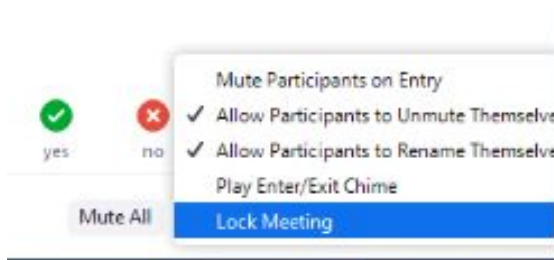 Mute Participants on Entry
✓ Allow Participants to Unmute Themselve
yes
no
✓ Allow Participants to Rename Themselve
Play Enter/Exit Chime
Mute All
Lock Meeting